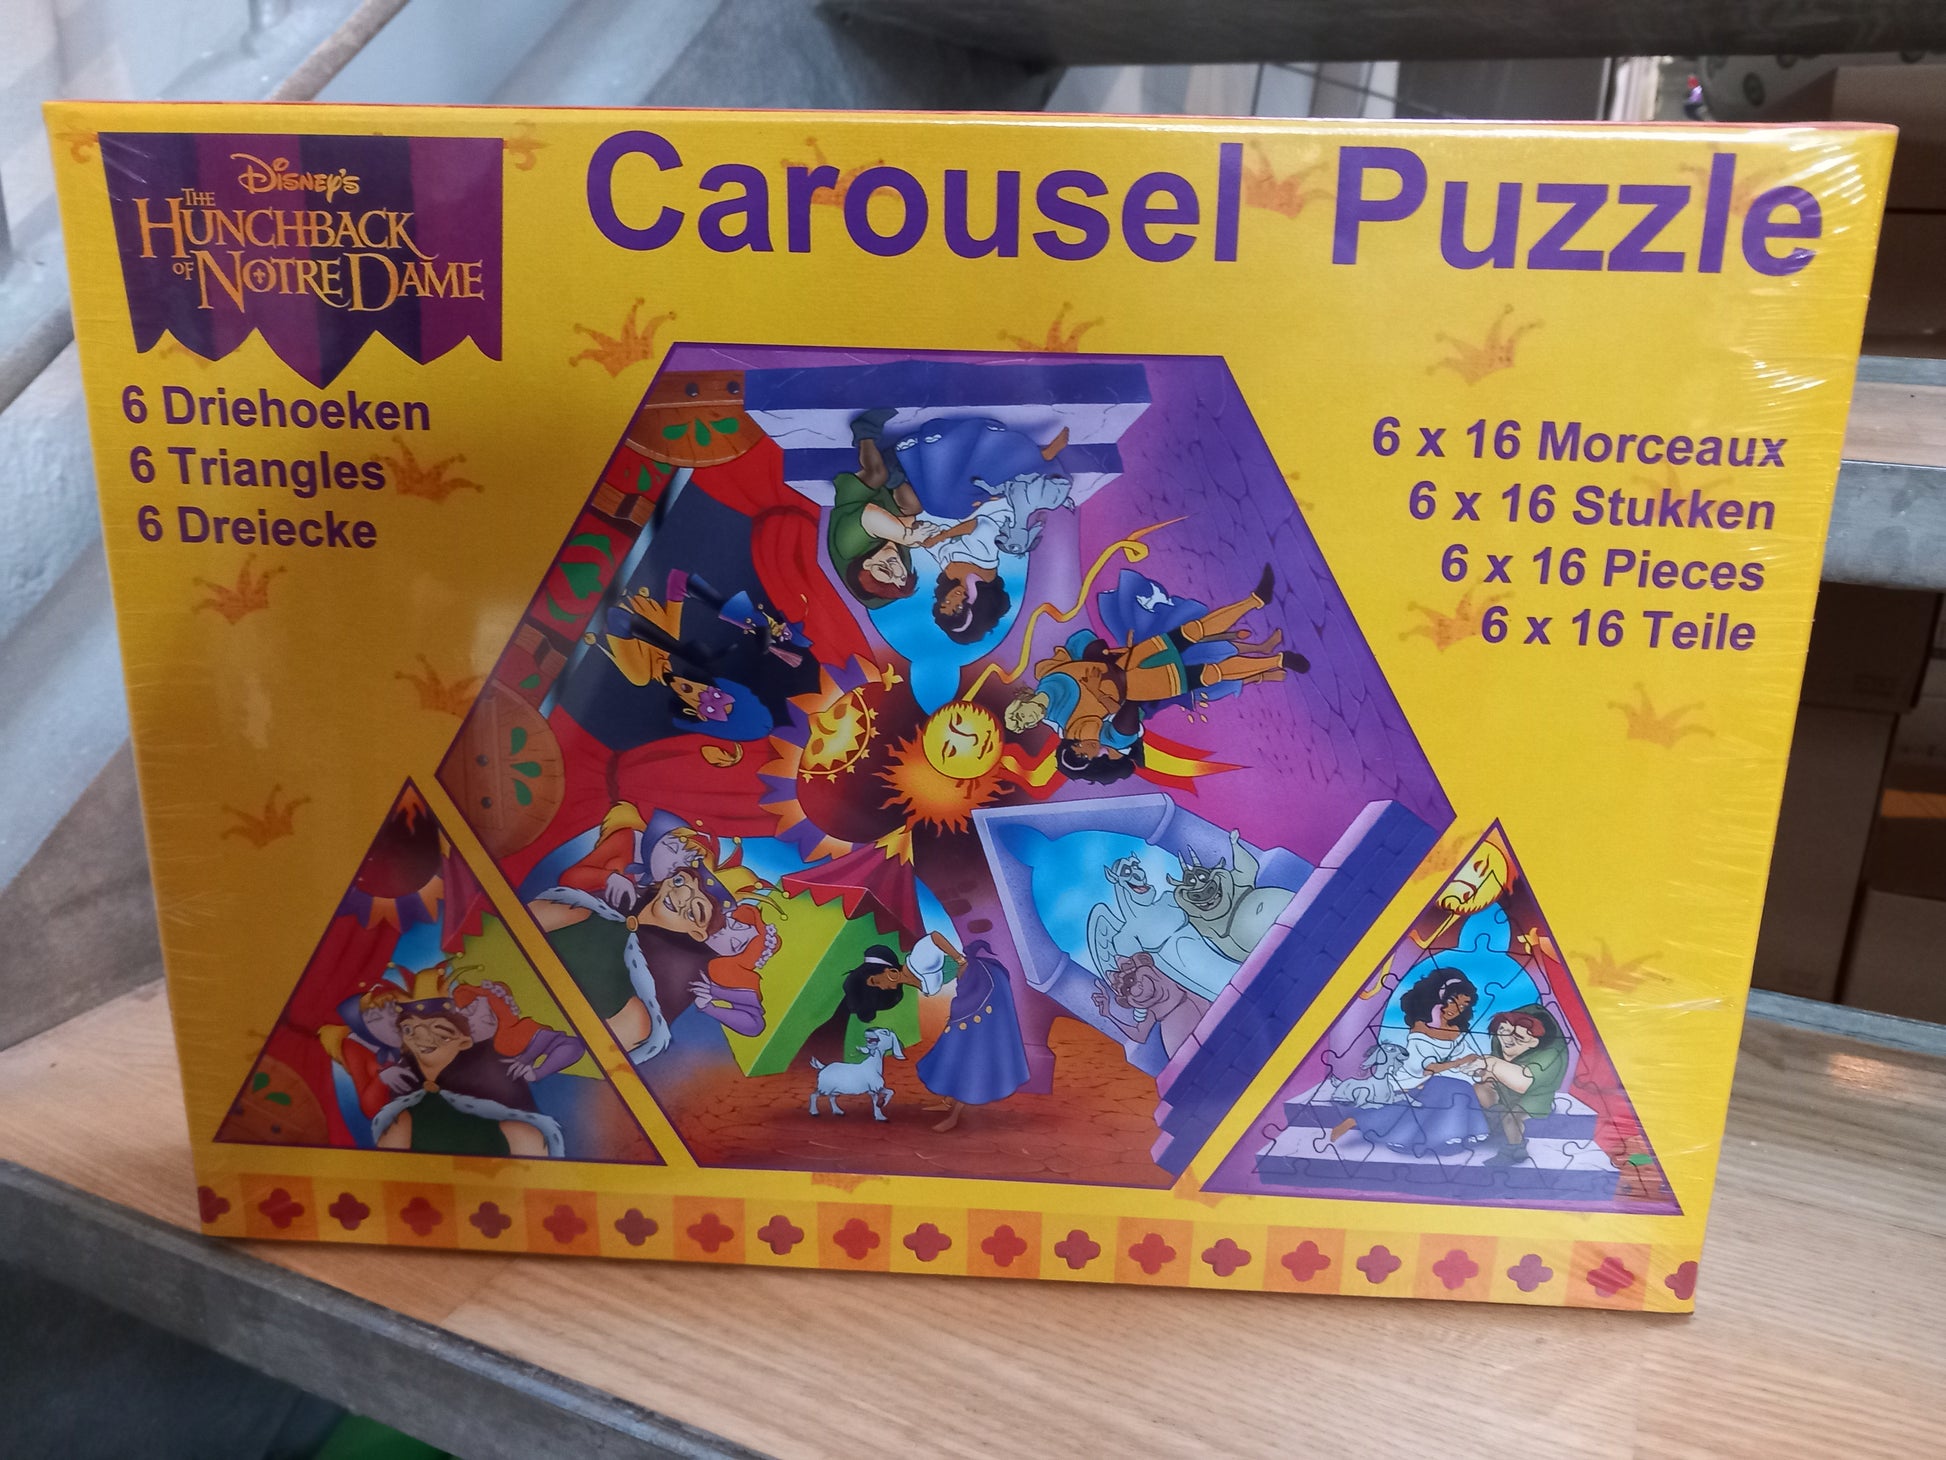 Disney's
THE
HUNCHBACK
OF NOTRE DAME
Carousel Puzzle
6 Driehoeken
6 Triangles
6 Dreiecke
6 x 16 Morceaux
6 x 16 Stukken
6 x 16 Pieces
6 x 16 Teile